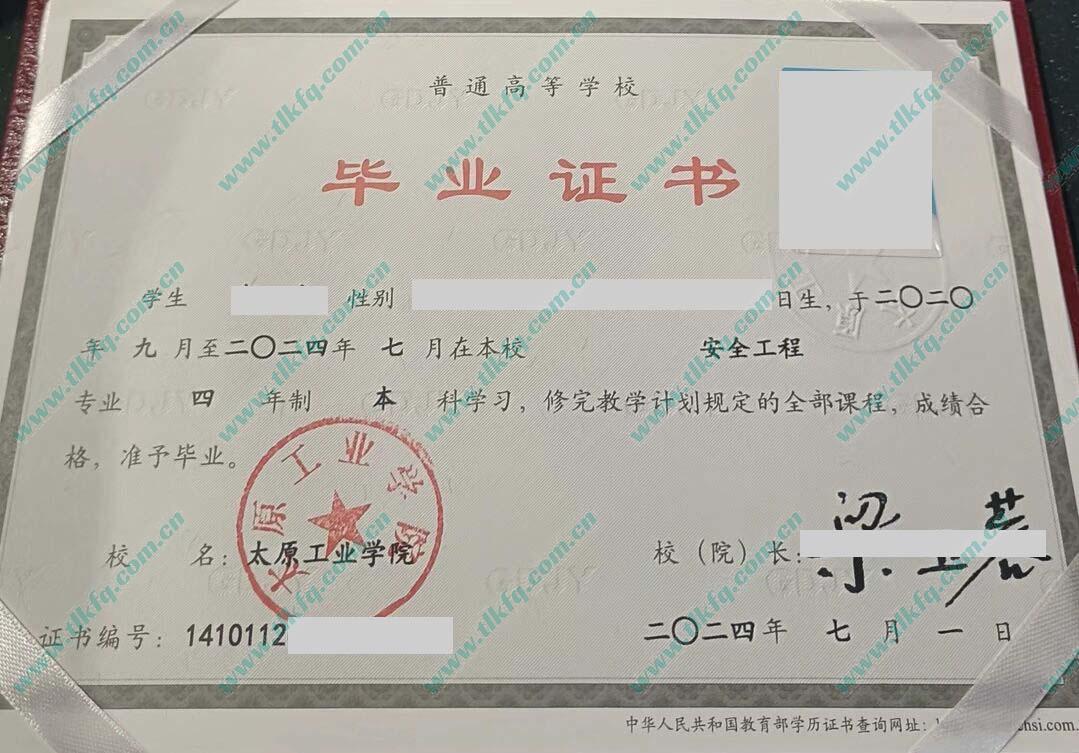 普通高等学校
毕业证书
学生 性别 日生，于二〇二〇
年 九 月至二〇二四年 七 月在本校 安全工程
专业 四 年制 本 科学习，修完教学计划规定的全部课程，成绩合
格，准予毕业。
太原工业学院
校 名：太原工业学院 校（院）长：
证书编号：1410112 二〇二四年 七 月 一 日
中华人民共和国教育部学历证书查询网址：
hsi.com.
www.tlkfq.com.cn